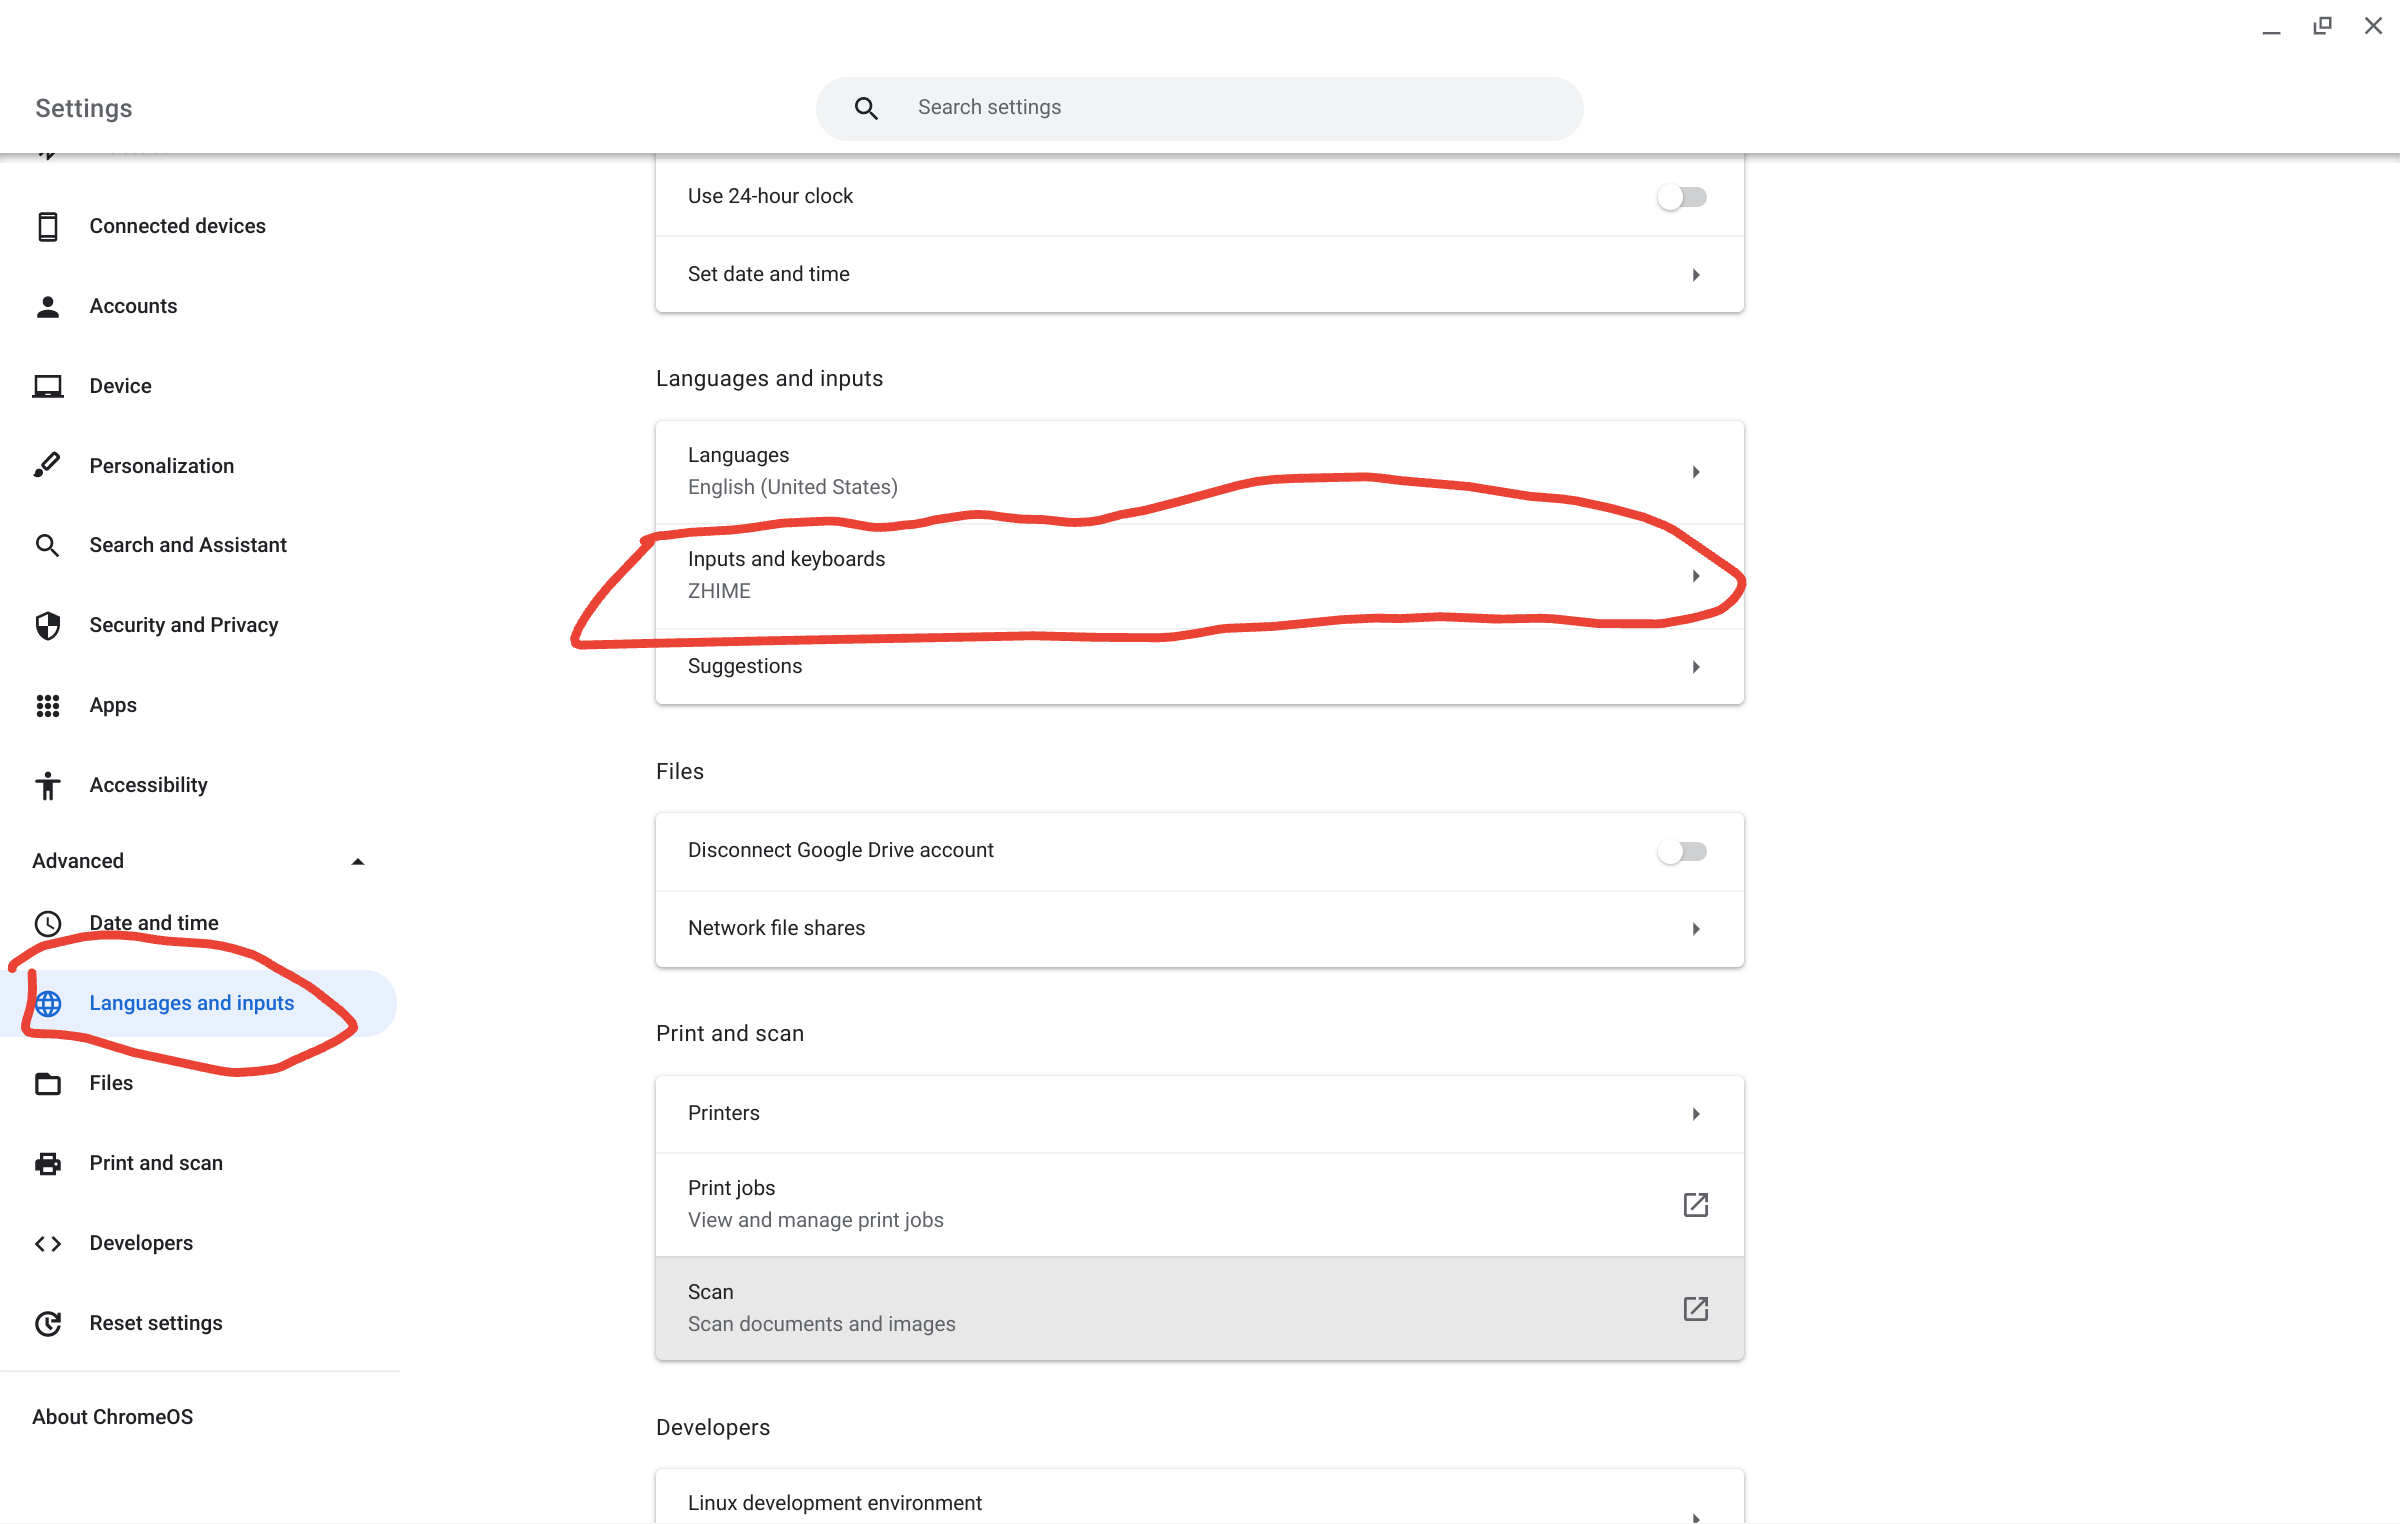 Settings
Search settings
Connected devices
Accounts
Device
Personalization
Search and Assistant
Security and Privacy
Apps
Accessibility
Advanced
Date and time
Languages and inputs
Files
Print and scan
Developers
Reset settings
About ChromeOS
Use 24-hour clock
Set date and time
Languages and inputs
Languages
English (United States)
Inputs and keyboards
ZHIME
Suggestions
Files
Disconnect Google Drive account
Network file shares
Print and scan
Printers
Print jobs
View and manage print jobs
Scan
Scan documents and images
Developers
Linux development environment